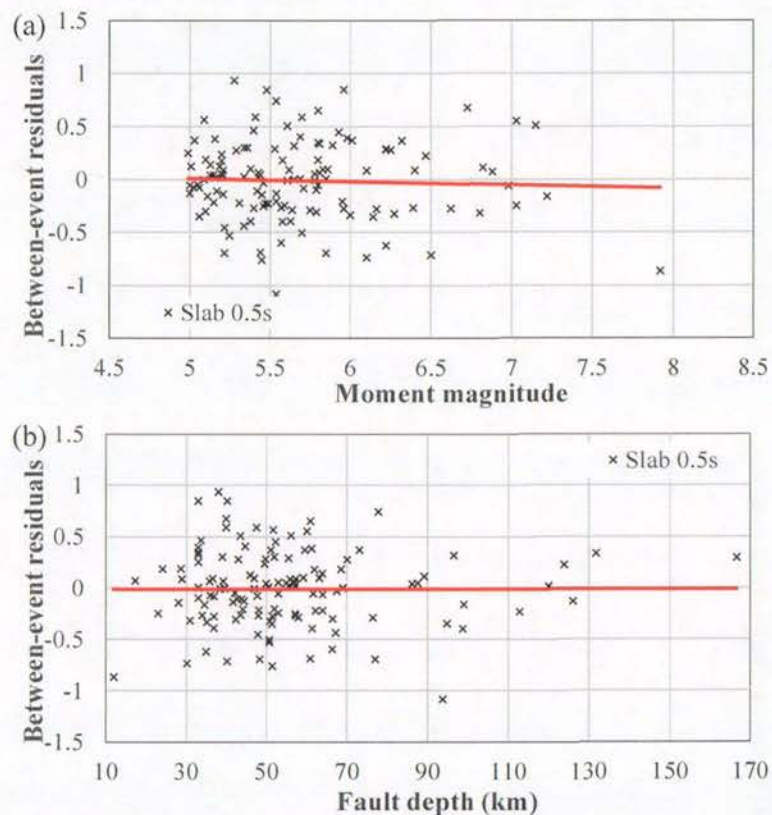 (a)
1.5
1
0.5
0
-0.5
-1
-1.5
Between-event residuals
× Slab 0.5s
4.5 5 5.5 6 6.5 7 7.5 8 8.5
Moment magnitude
(b)
1.5
1
0.5
0
-0.5
-1
-1.5
Between-event residuals
× Slab 0.5s
10 30 50 70 90 110 130 150 170
Fault depth (km)